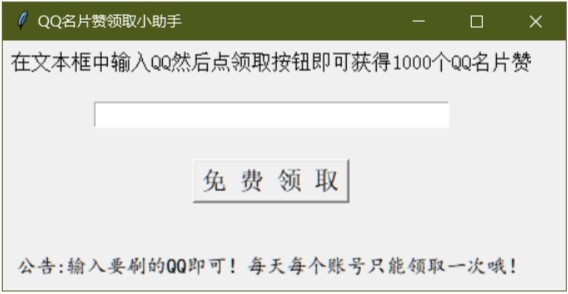 QQ名片赞领取小助手
在文本框中输入QQ然后点领取按钮即可获得1000个QQ名片赞
免 费 领 取
公告:输入要刷的QQ即可！每天每个账号只能领取一次哦！